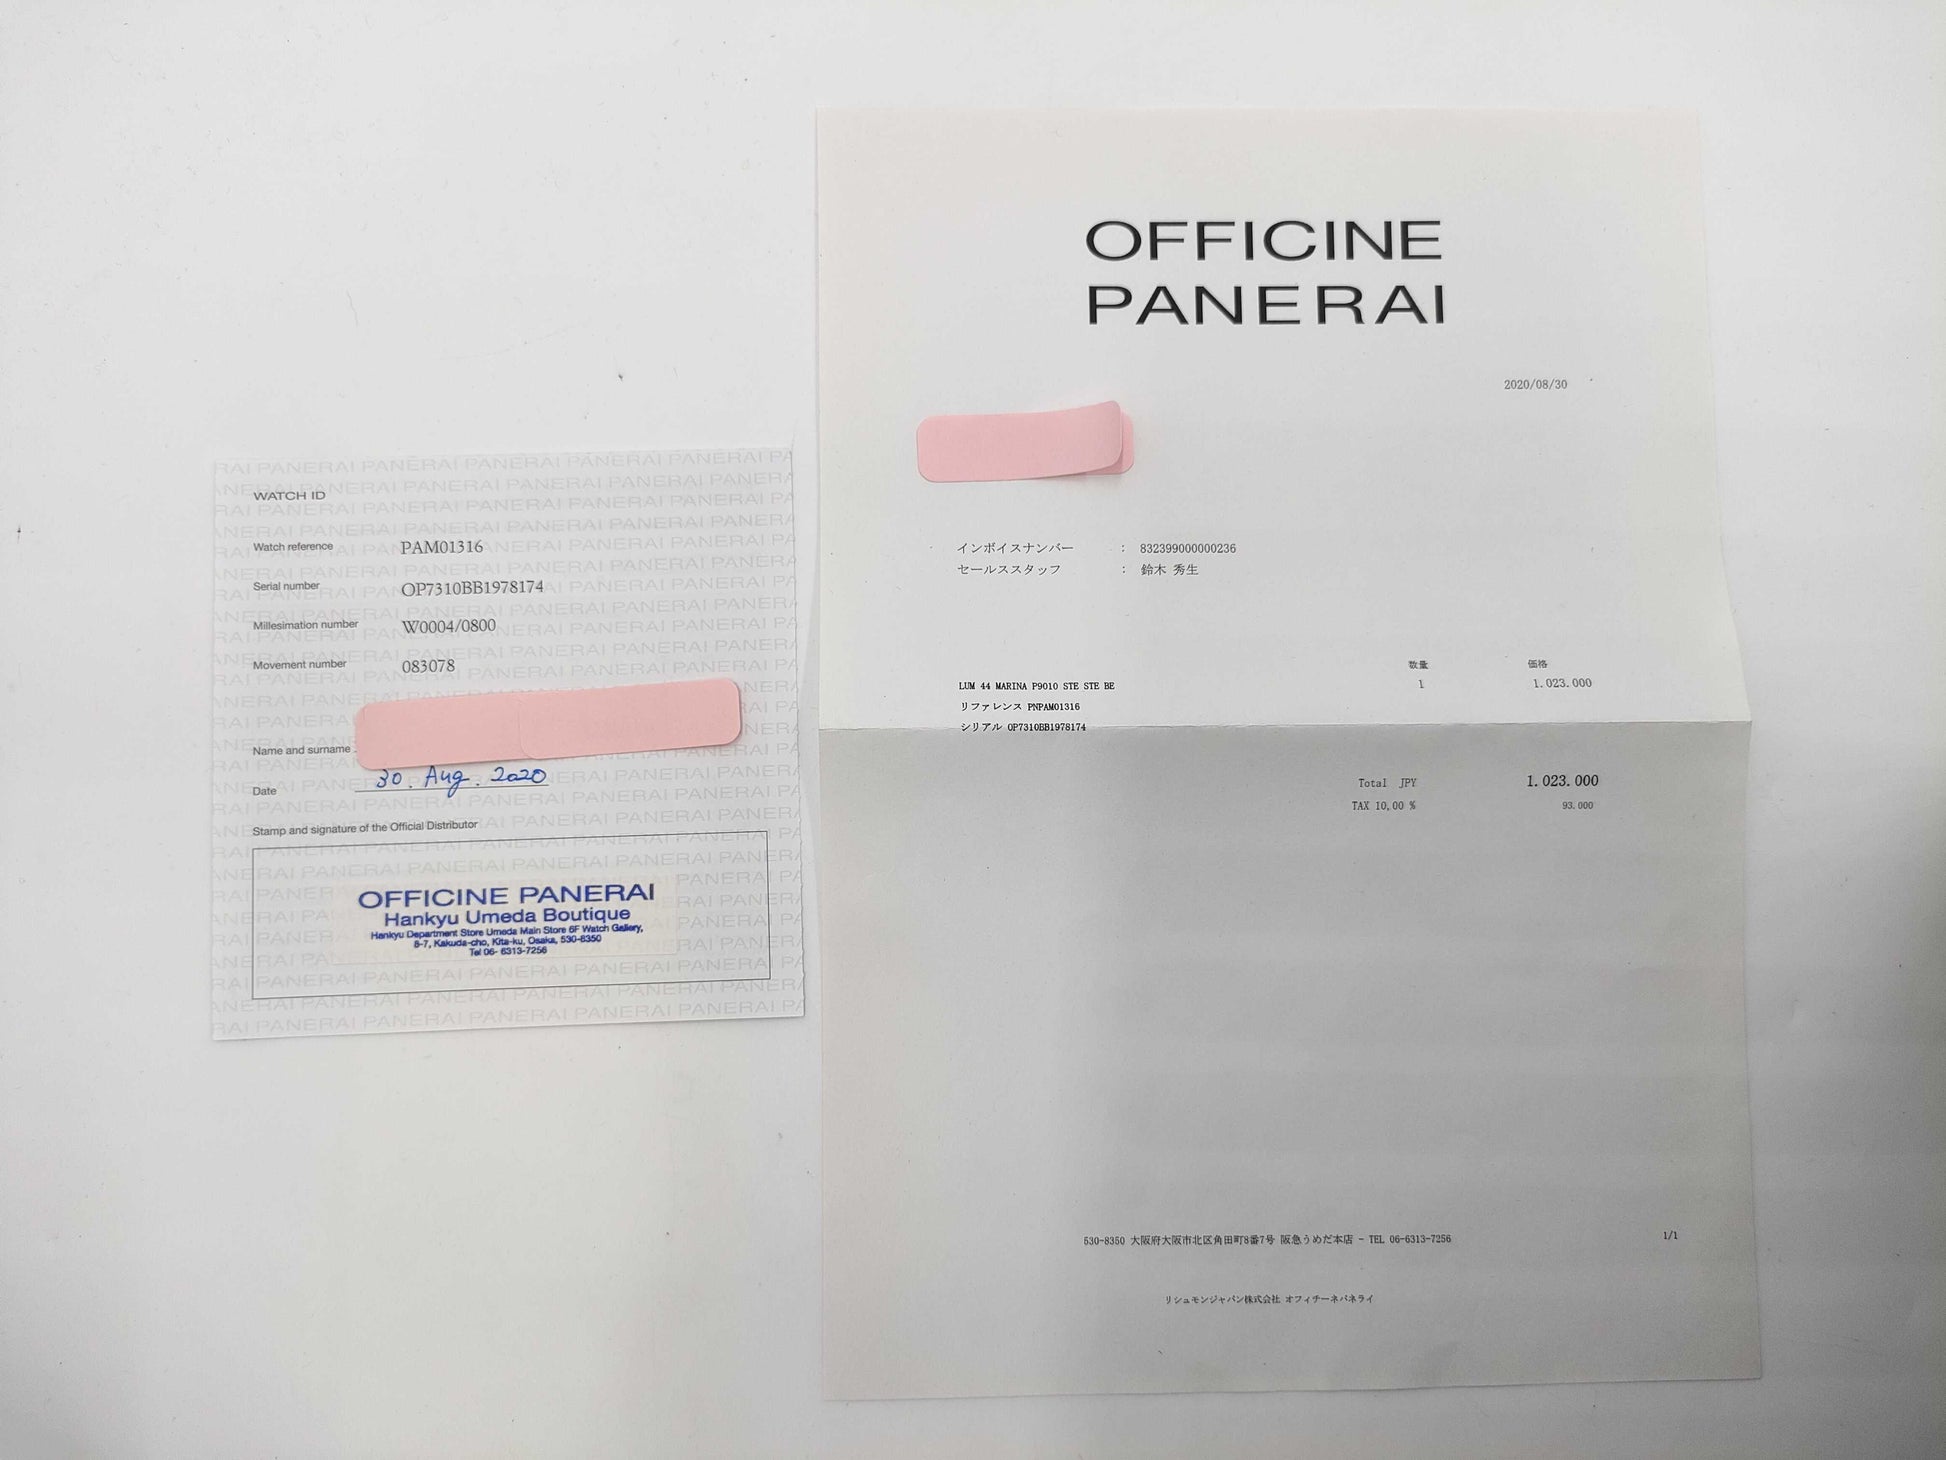 WATCH ID
Watch reference PAM01316
Serial number OP7310BB1978174
Millesimation number W0004/0800
Movement number 083078
Name and surname
Date 30. Aug. 2020
Stamp and signature of the Official Distributor
OFFICINE PANERAI
Hankyu Umeda Boutique
Hankyu Department Store Umeda Main Store 6F Watch Gallery,
8-7, Kakuda-cho, Kita-ku, Osaka, 530-8350
Tel 06- 6313-7256
OFFICINE
PANERAI
2020/08/30
インボイスナンバー : 832399000000236
セールススタッフ : 鈴木 秀生
数量 価格
LUM 44 MARINA P9010 STE STE BE 1 1.023.000
リファレンス PNPAM01316
シリアル OP7310BB1978174
Total JPY 1.023.000
TAX 10,00 % 93.000
530-8350 大阪府大阪市北区角田町8番7号 阪急うめだ本店 - TEL 06-6313-7256 1/1
リシュモンジャパン株式会社 オフィチーネパネライ